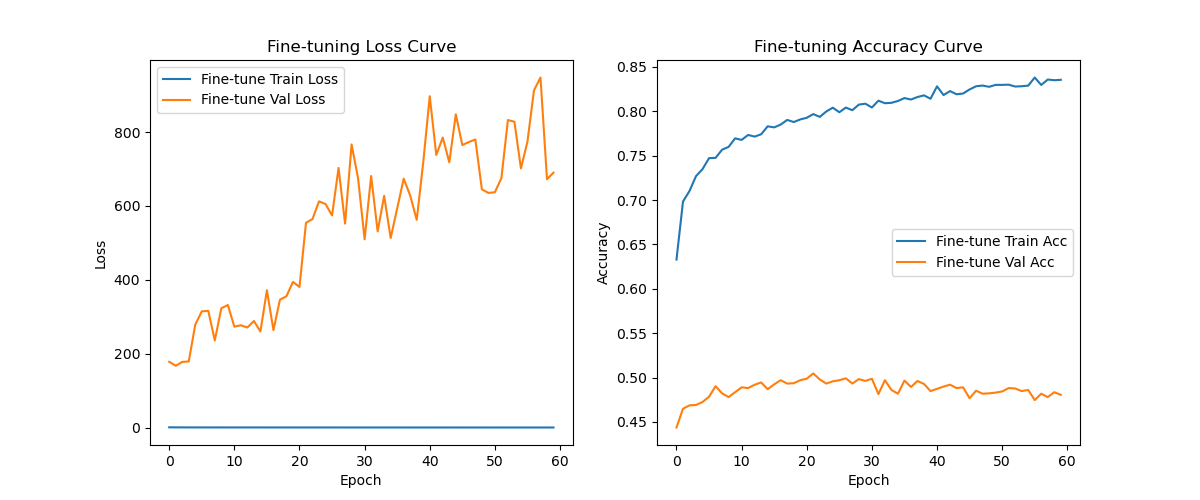 Fine-tuning Loss Curve
Fine-tune Train Loss
Fine-tune Val Loss
800
600
400
200
0
Loss
0 10 20 30 40 50 60
Epoch
Fine-tuning Accuracy Curve
0.85
0.80
0.75
0.70
0.65
0.60
0.55
0.50
0.45
Accuracy
Fine-tune Train Acc
Fine-tune Val Acc
0 10 20 30 40 50 60
Epoch